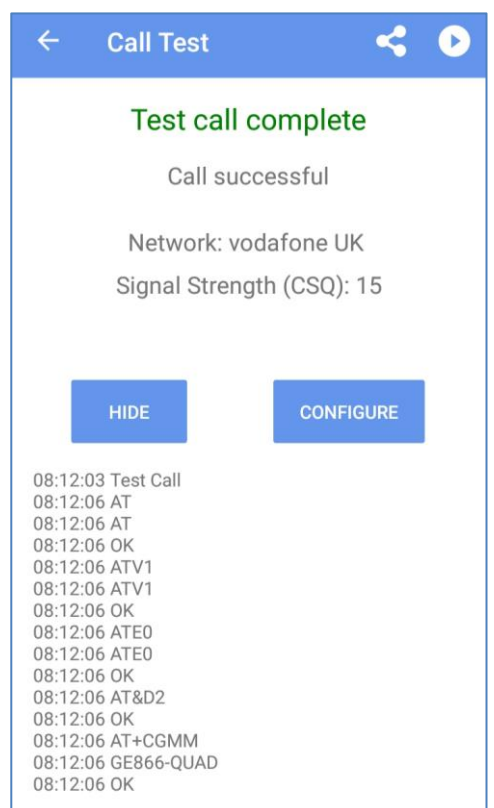 Call Test
Test call complete
Call successful
Network: vodafone UK
Signal Strength (CSQ): 15
HIDE CONFIGURE
08:12:03 Test Call
08:12:06 AT
08:12:06 AT
08:12:06 OK
08:12:06 ATV1
08:12:06 ATV1
08:12:06 OK
08:12:06 ATE0
08:12:06 ATE0
08:12:06 OK
08:12:06 AT&D2
08:12:06 OK
08:12:06 AT+CGMM
08:12:06 GE866-QUAD
08:12:06 OK